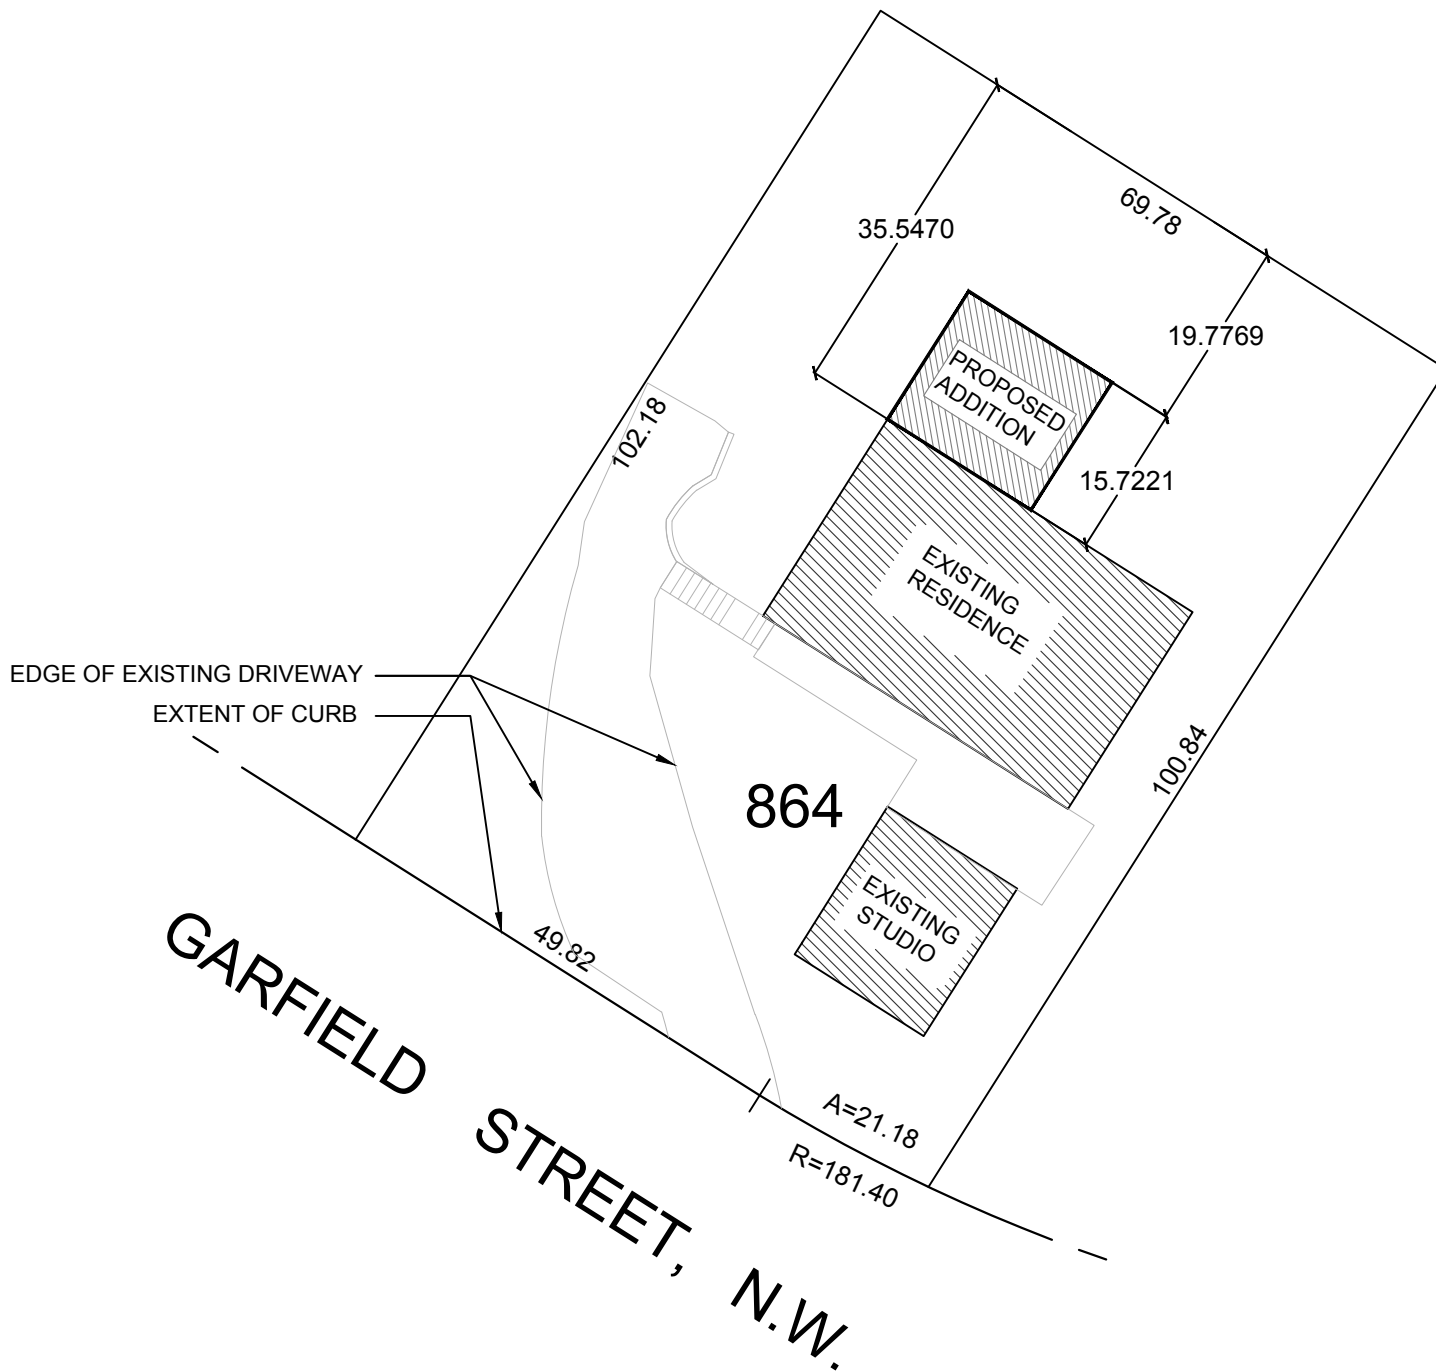 69.78
35.5470
19.7769
PROPOSED
ADDITION
102.18
15.7221
EXISTING
RESIDENCE
EDGE OF EXISTING DRIVEWAY
EXTENT OF CURB
100.84
864
EXISTING
STUDIO
49.82
A=21.18
R=181.40
GARFIELD STREET, N.W.